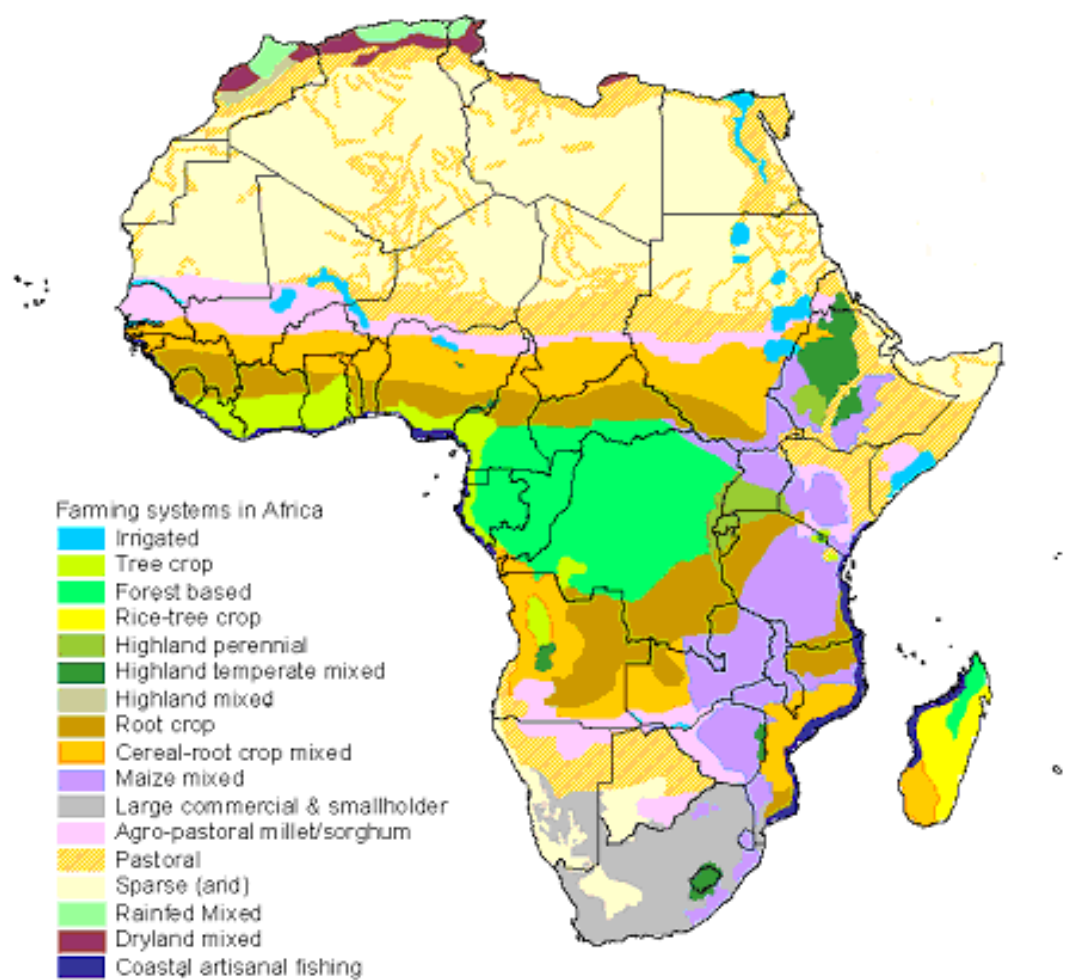 Farming systems in Africa
Irrigated
Tree crop
Forest based
Rice-tree crop
Highland perennial
Highland temperate mixed
Highland mixed
Root crop
Cereal-root crop mixed
Maize mixed
Large commercial & smallholder
Agro-pastoral millet/sorghum
Pastoral
Sparse (arid)
Rainfed Mixed
Dryland mixed
Coastal artisanal fishing